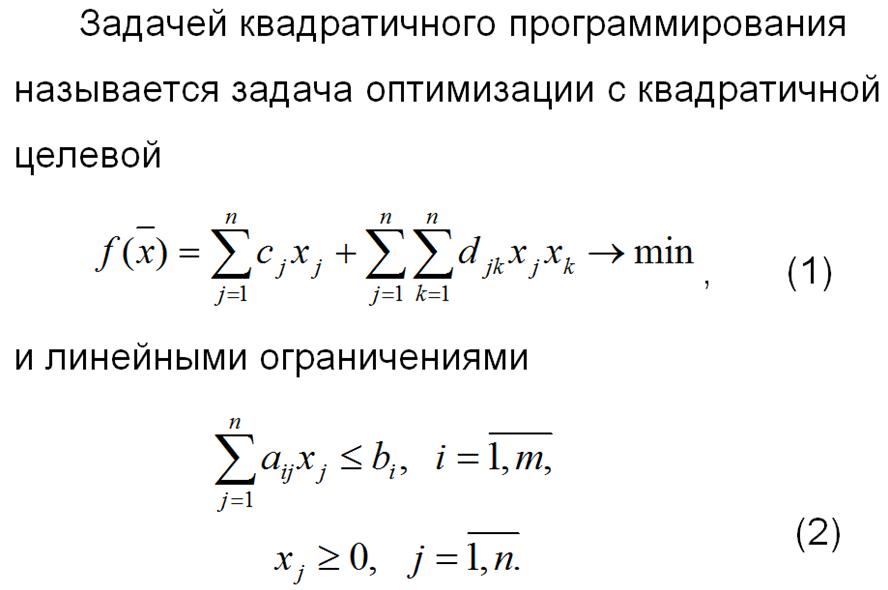 Задачей квадратичного программирования
называется задача оптимизации с квадратичной
целевой
f(x̄) = ∑_{j=1}^{n} c_j x_j + ∑_{j=1}^{n} ∑_{k=1}^{n} d_{jk} x_j x_k → min , (1)
и линейными ограничениями
∑_{j=1}^{n} a_{ij} x_j ≤ b_i, i = \overline{1, m,}
x_j ≥ 0, j = \overline{1, n.} (2)